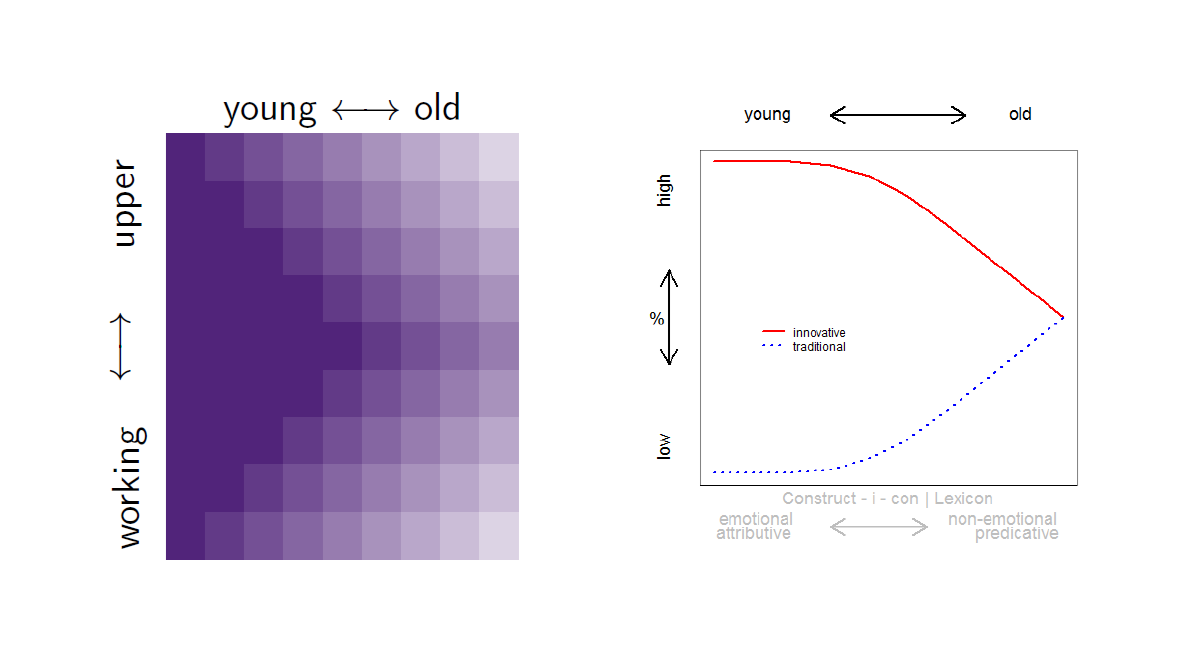 young ⟷ old
upper
⟷
working
young ⟷ old
high
%
low
innovative
traditional
Construct - i - con | Lexicon
emotional ⟷ non-emotional
attributive predicative